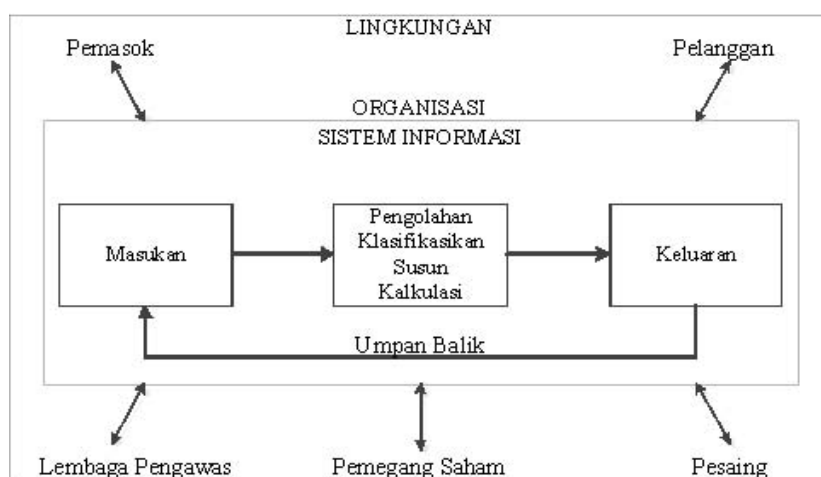 LINGKUNGAN
Pemasok
Pelanggan
ORGANISASI
SISTEM INFORMASI
Masukan
Pengolahan
Klasifikasikan
Susun
Kalkulasi
Keluaran
Umpan Balik
Lembaga Pengawas
Pemegang Saham
Pesaing